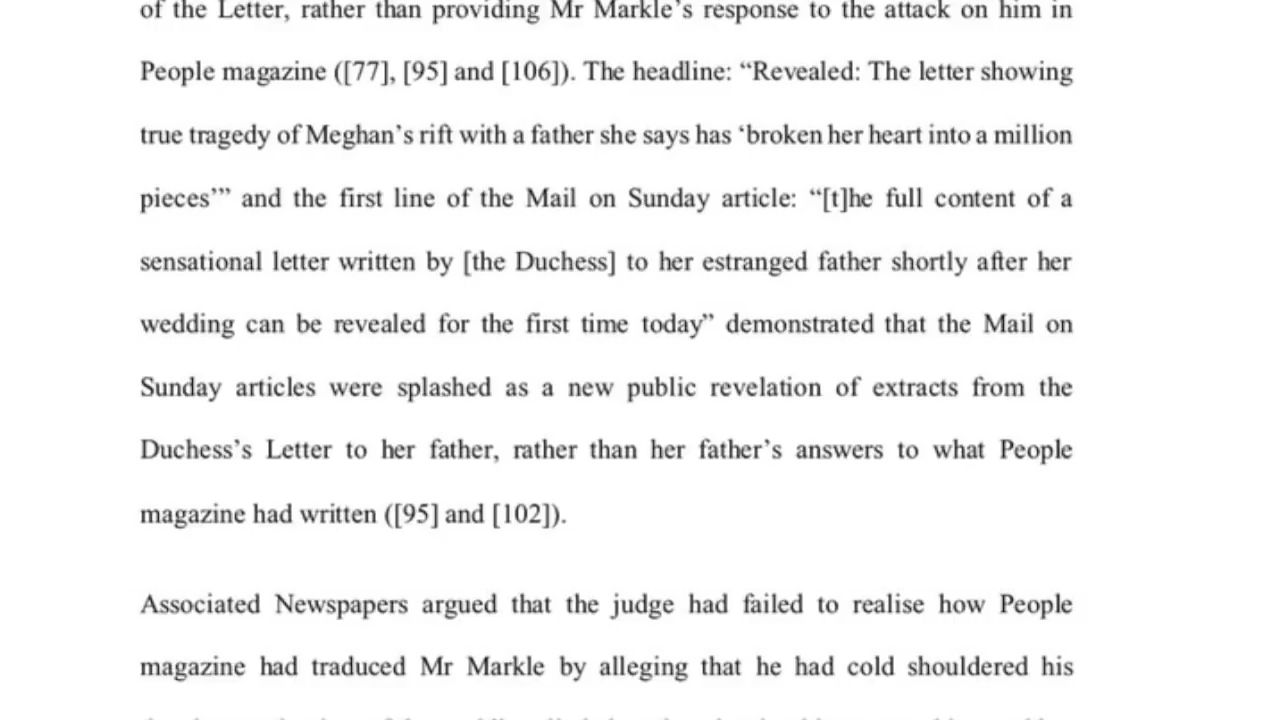 of the Letter, rather than providing Mr Markle’s response to the attack on him in
People magazine ([77], [95] and [106]). The headline: “Revealed: The letter showing
true tragedy of Meghan’s rift with a father she says has ‘broken her heart into a million
pieces’” and the first line of the Mail on Sunday article: “[t]he full content of a
sensational letter written by [the Duchess] to her estranged father shortly after her
wedding can be revealed for the first time today” demonstrated that the Mail on
Sunday articles were splashed as a new public revelation of extracts from the
Duchess’s Letter to her father, rather than her father’s answers to what People
magazine had written ([95] and [102]).
Associated Newspapers argued that the judge had failed to realise how People
magazine had traduced Mr Markle by alleging that he had cold shouldered his